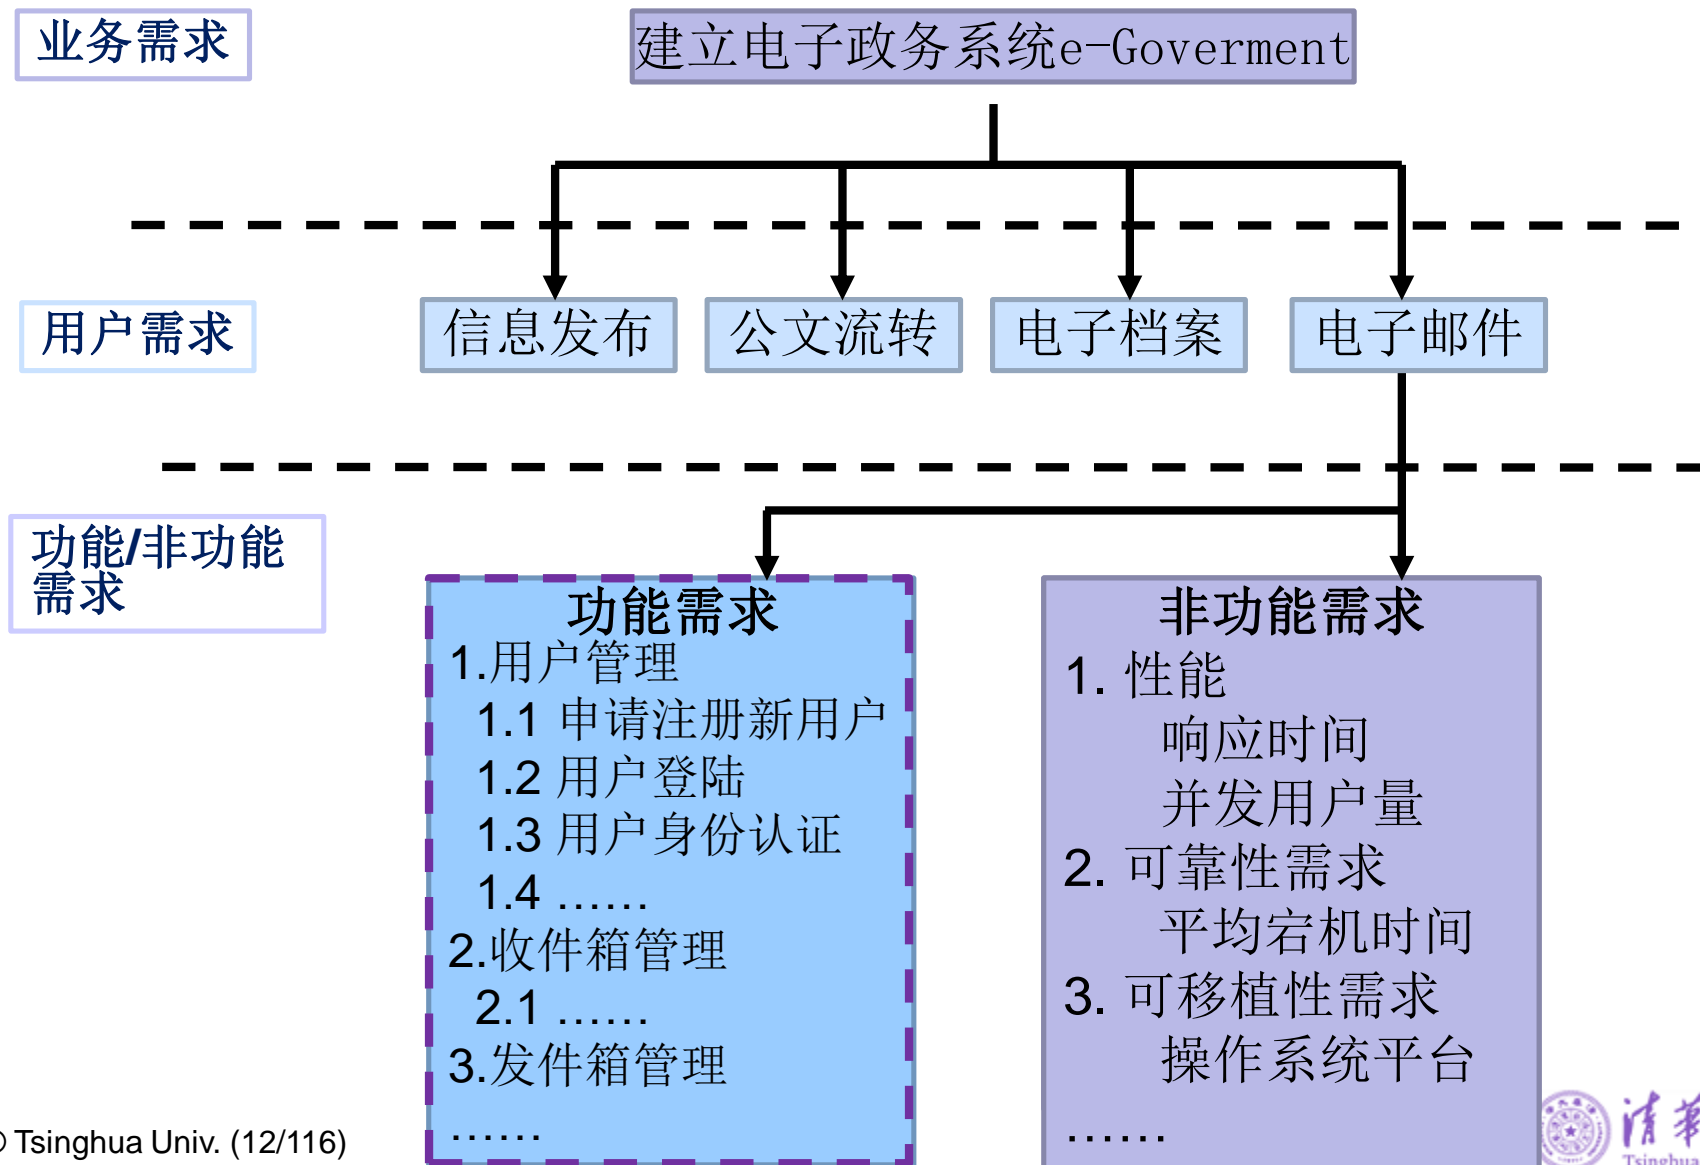 业务需求
建立电子政务系统e-Goverment
用户需求
信息发布
公文流转
电子档案
电子邮件
功能/非功能
需求
功能需求
1.用户管理
1.1 申请注册新用户
1.2 用户登陆
1.3 用户身份认证
1.4 ……
2.收件箱管理
2.1 ……
3.发件箱管理
……
非功能需求
1. 性能
响应时间
并发用户量
2. 可靠性需求
平均宕机时间
3. 可移植性需求
操作系统平台
……
© Tsinghua Univ. (12/116)
清華
Tsinghua